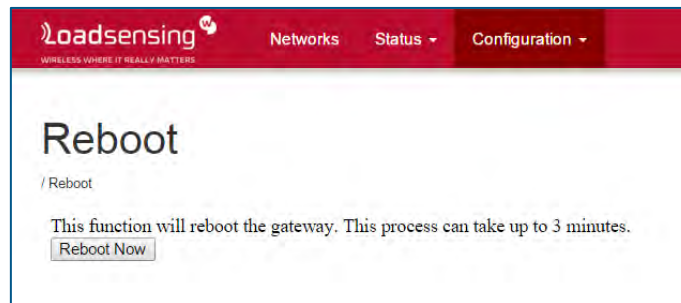 Loadsensing W
WIRELESS WHERE IT REALLY MATTERS
Networks Status Configuration
Reboot
/ Reboot
This function will reboot the gateway. This process can take up to 3 minutes.
Reboot Now